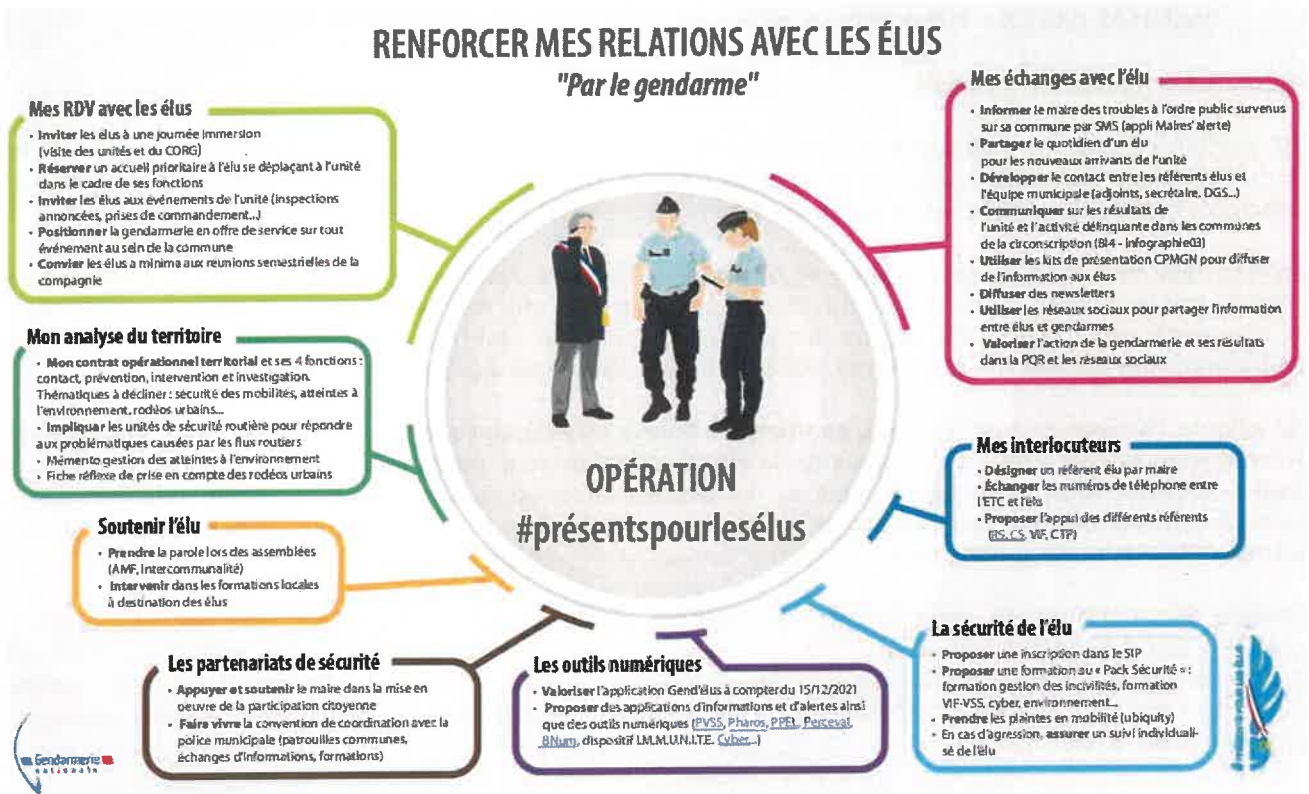 RENFORCER MES RELATIONS AVEC LES ÉLUS
"Par le gendarme"
Mes RDV avec les élus
• Inviter les élus à une journée immersion
(visite des unités et du CORG)
• Réserver un accueil prioritaire à l'élu se déplaçant à l'unité
dans le cadre de ses fonctions
• Inviter les élus aux événements de l'unité (inspections
annoncées, prises de commandement...)
• Positionner la gendarmerie en offre de service sur tout
événement au sein de la commune
• Convier les élus a minima aux réunions semestrielles de la
compagnie
Mon analyse du territoire
• Mon contrat opérationnel territorial et ses 4 fonctions :
contact, prévention, intervention et investigation.
Thématiques à décliner : sécurité des mobilités, atteintes à
l'environnement, rodéos urbains...
• Impliquer les unités de sécurité routière pour répondre
aux problématiques causées par les flux routiers
• Mémento gestion des atteintes à l'environnement
• Fiche réflexe de prise en compte des rodéos urbains
Soutenir l'élu
• Prendre la parole lors des assemblées
(AMF, Intercommunalité)
• Intervenir dans les formations locales
à destination des élus
Les partenariats de sécurité
• Appuyer et soutenir le maire dans la mise en
oeuvre de la participation citoyenne
• Faire vivre la convention de coordination avec la
police municipale (patrouilles communes,
échanges d'informations, formations)
OPÉRATION
#présentspourlesélus
Les outils numériques
• Valoriser l'application Gend'élus à compter du 15/12/2021
• Proposer des applications d'informations et d'alertes ainsi
que des outils numériques (PVSS, Pharos, PPEL, Perceval,
BNum, dispositif I.M.M.U.N.I.T.E. Cyber...)
Mes échanges avec l'élu
• Informer le maire des troubles à l'ordre public survenus
sur sa commune par SMS (appli Maires'alerte)
• Partager le quotidien d'un élu
pour les nouveaux arrivants de l'unité
• Développer le contact entre les référents élus et
l'équipe municipale (adjoints, secrétaire, DGS...)
• Communiquer sur les résultats de
l'unité et l'activité délinquante dans les communes
de la circonscription (BI4 - Infographie03)
• Utiliser les kits de présentation CPMGN pour diffuser
de l'information aux élus
• Diffuser des newsletters
• Utiliser les réseaux sociaux pour partager l'information
entre élus et gendarmes
• Valoriser l'action de la gendarmerie et ses résultats
dans la PQR et les réseaux sociaux
Mes interlocuteurs
• Désigner un référent élu par maire
• Échanger les numéros de téléphone entre
l'ETC et l'élu
• Proposer l'appui des différents référents
(RS, CS, VIF, CTP)
La sécurité de l'élu
• Proposer une inscription dans le SIP
• Proposer une formation au « Pack Sécurité » :
formation gestion des incivilités, formation
VIF-VSS, cyber, environnement...
• Prendre les plaintes en mobilité (ubiquity)
• En cas d'agression, assurer un suivi individuali-
sé de l'élu
Gendarmerie
nationale